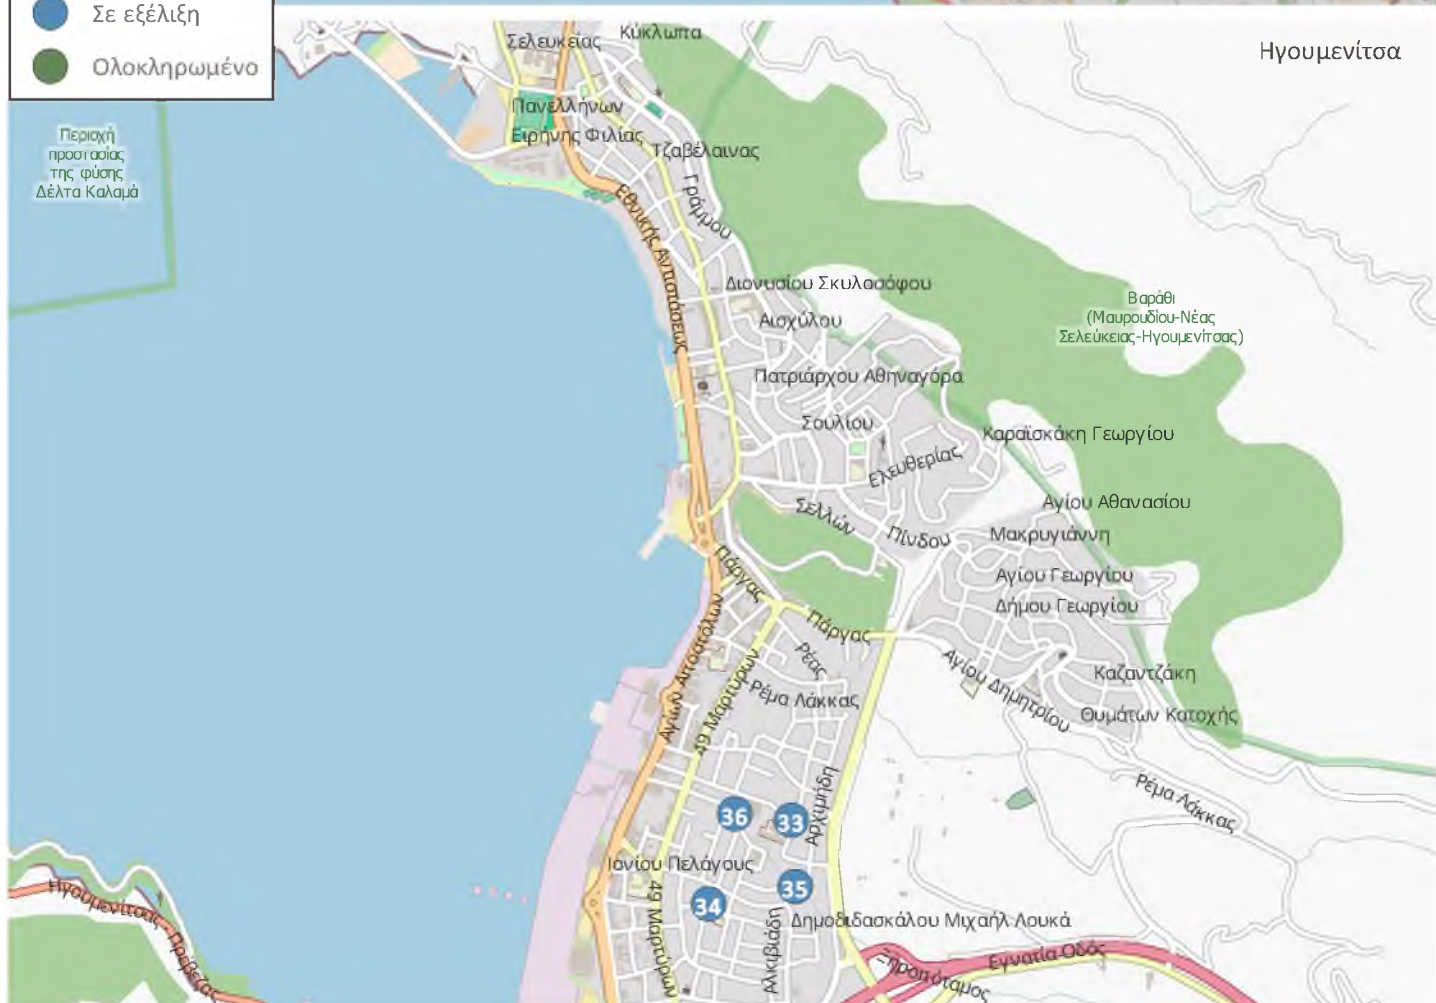 Σε εξέλιξη
Ολοκληρωμένο
Ηγουμενίτσα
Σελευκείας
Κύκλωπα
Πανελλήνων
Ειρήνης Φιλίας
Τζαβέλαινας
Γράμμου
Περιοχή
προστασίας
της φύσης
Δέλτα Καλαμά
Εθνικής Αντιστάσεως
Διονυσίου Σκυλοσόφου
Αισχύλου
Βαράθι
(Μαυρουδίου-Νέας
Σελεύκειας-Ηγουμενίτσας)
Πατριάρχου Αθηναγόρα
Σουλίου
Καραϊσκάκη Γεωργίου
Ελευθερίας
Αγίου Αθανασίου
Σελλών
Πίνδου
Μακρυγιάννη
Πάργας
Αγίου Γεωργίου
Δήμου Γεωργίου
Πάργας
Αγίων Αποστόλων
Ρέας
49 Μαρτύρων
Ρέμα Λάκκας
Αγίου Δημητρίου
Καζαντζάκη
Θυμάτων Κατοχής
Ρέμα Λάκκας
Αρχιμήδη
36
33
Ιονίου Πελάγους
35
34
49 Μαρτύρων
Αλκιβιάδη
Δημοδιδασκάλου Μιχαήλ Λουκά
Ηγουμενίτσας - Πρέβεζας
Εγνατία Οδός
Ξηροπόταμος